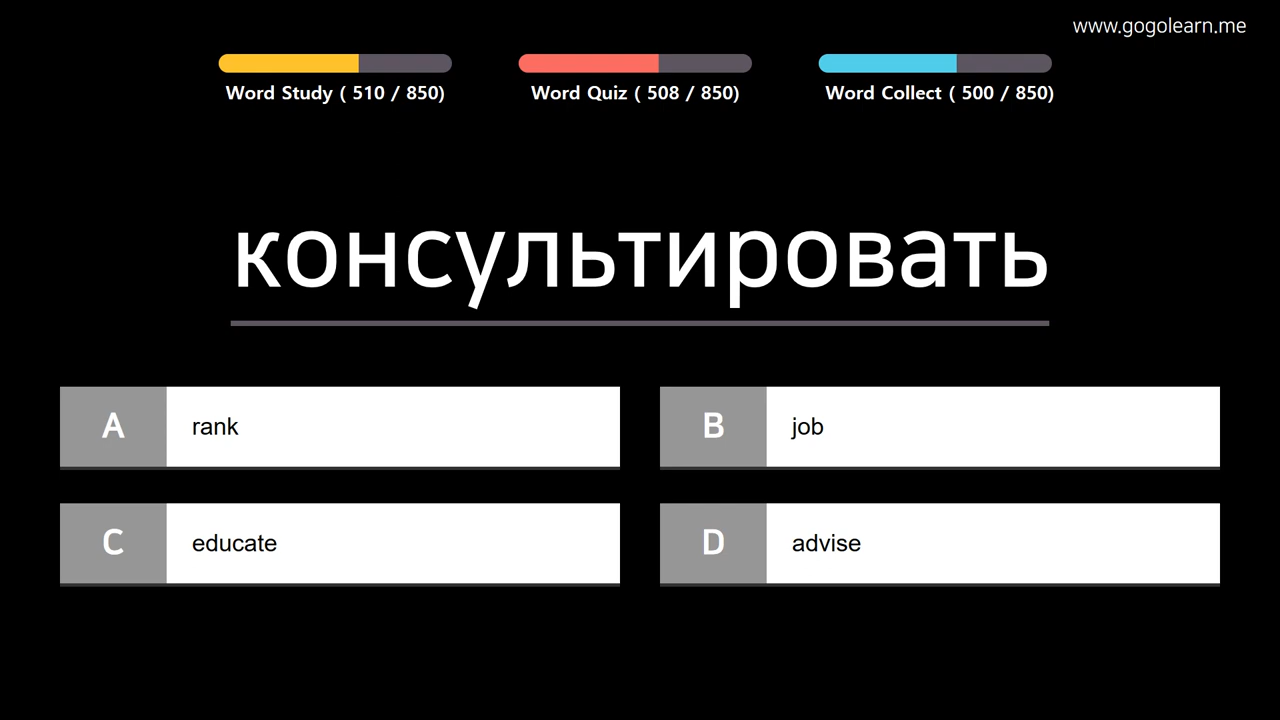 www.gogolearn.me
Word Study ( 510 / 850)
Word Quiz ( 508 / 850)
Word Collect ( 500 / 850)
консультировать
A rank
B job
C educate
D advise